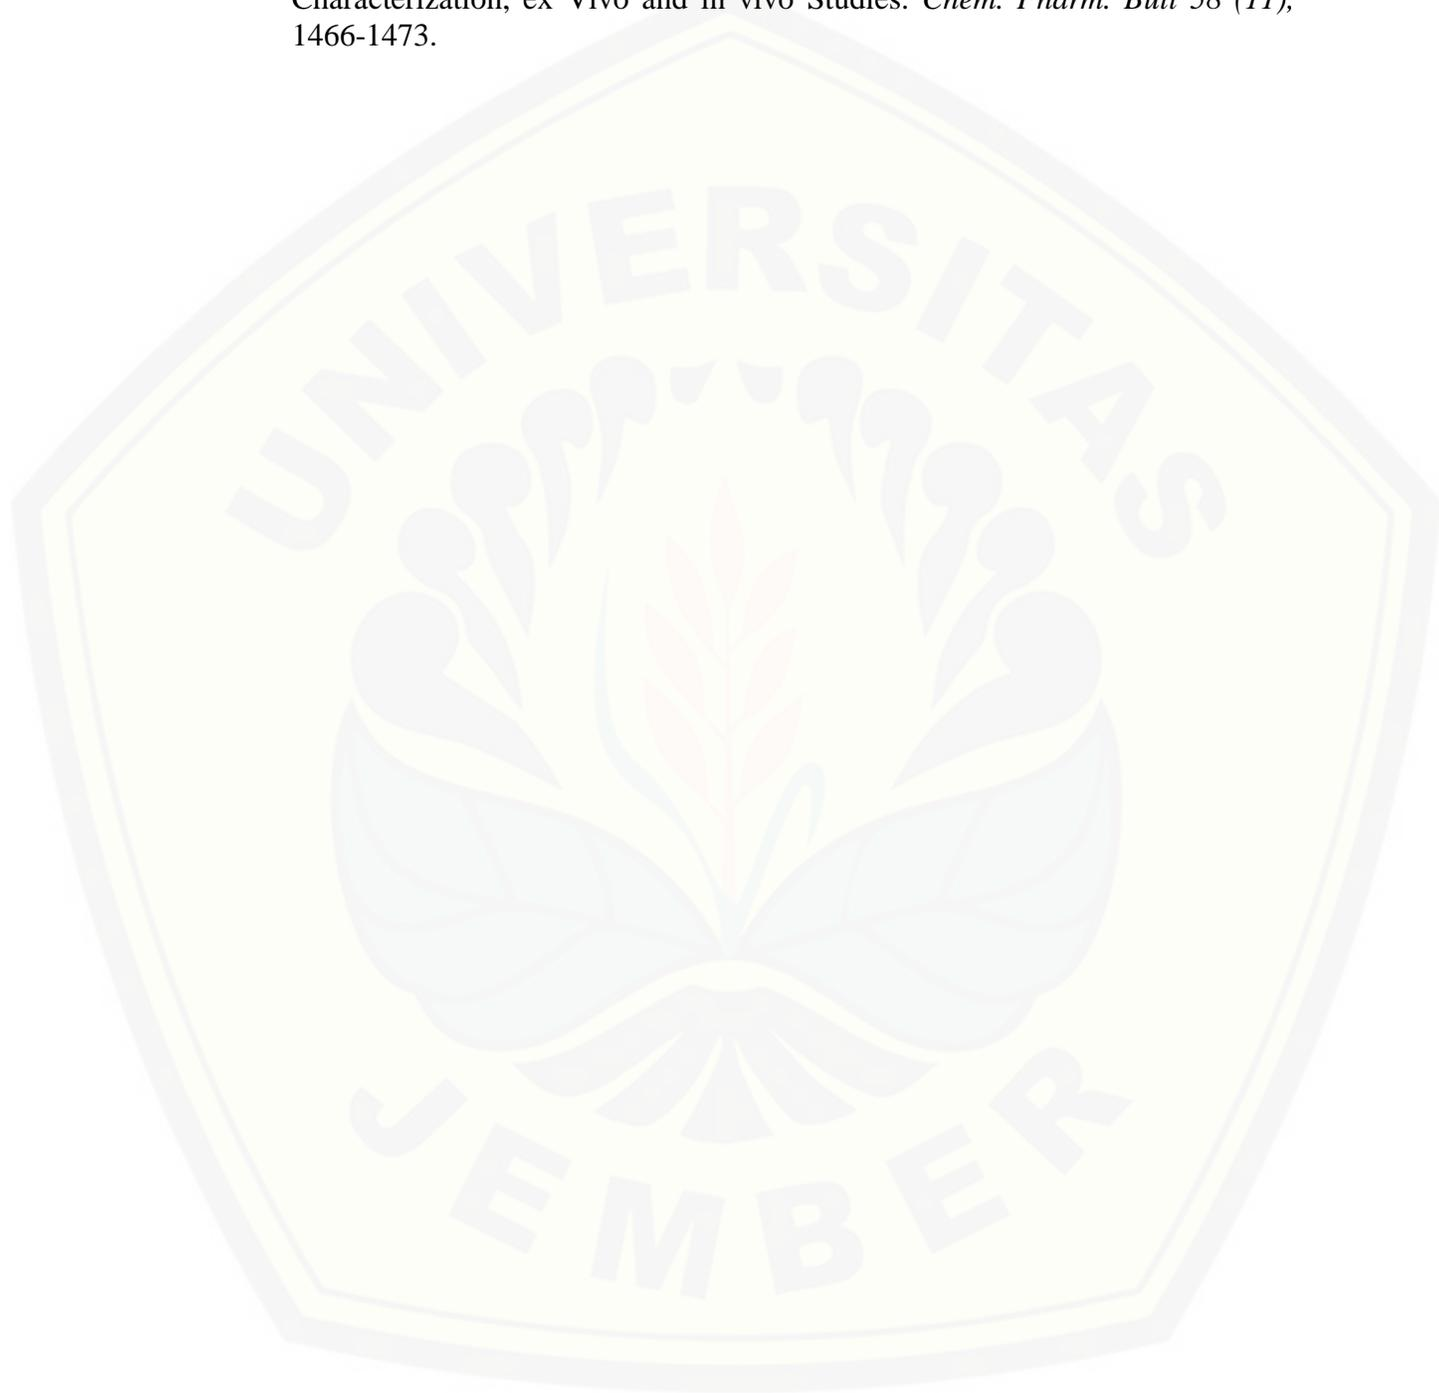 Characterization, ex Vivo and in vivo Studies. Chem. Pharm. Bull 58 (11),
1466-1473.
UNIVERSITAS
JEMBER